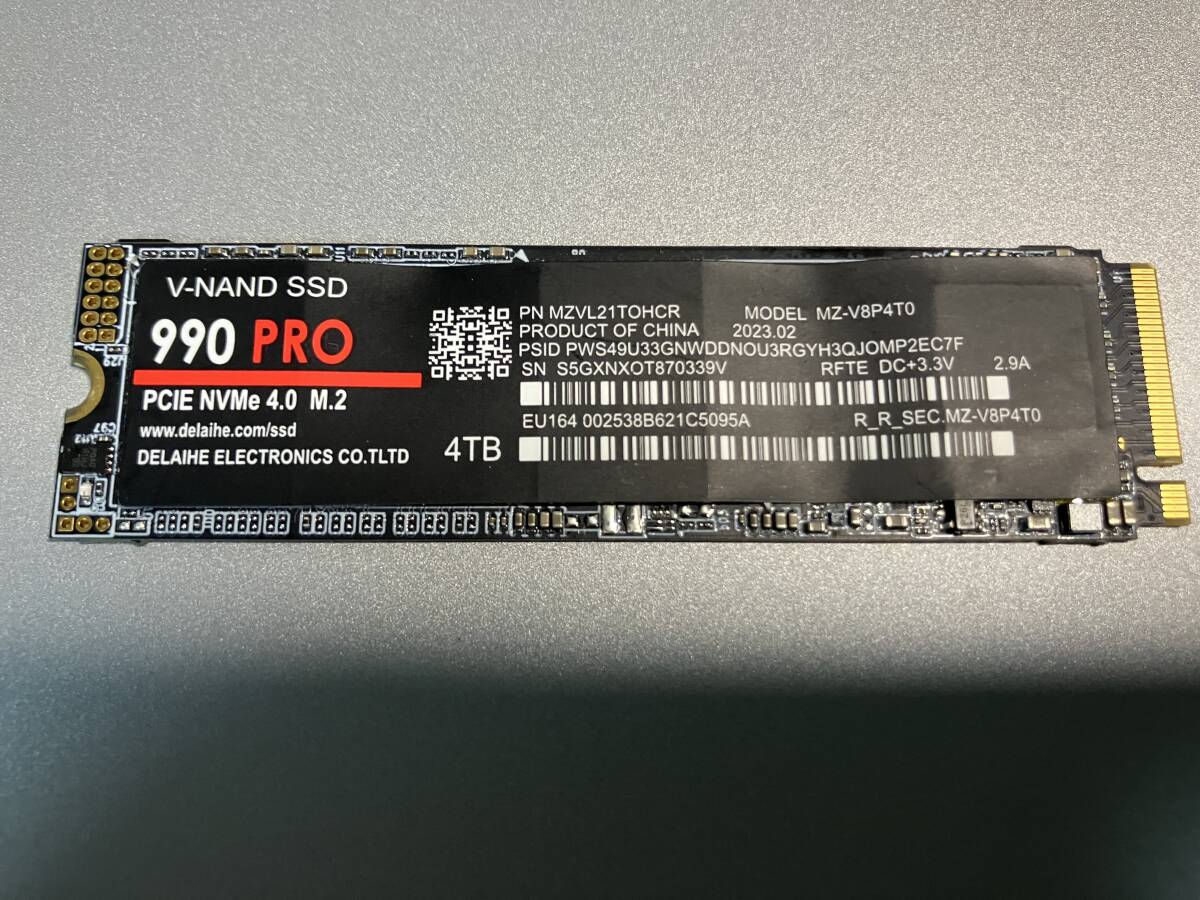 V-NAND SSD
990 PRO
PCIE NVMe 4.0 M.2
www.delaihe.com/ssd
DELAIHE ELECTRONICS CO.TLTD
4TB
PN MZVL21TOHCR MODEL MZ-V8P4T0
PRODUCT OF CHINA 2023.02
PSID PWS49U33GNWDDNOU3RGYH3QJOMP2EC7F
SN S5GXNXOT870339V RFTE DC+3.3V 2.9A
EU164 002538B621C5095A R_R_SEC.MZ-V8P4T0